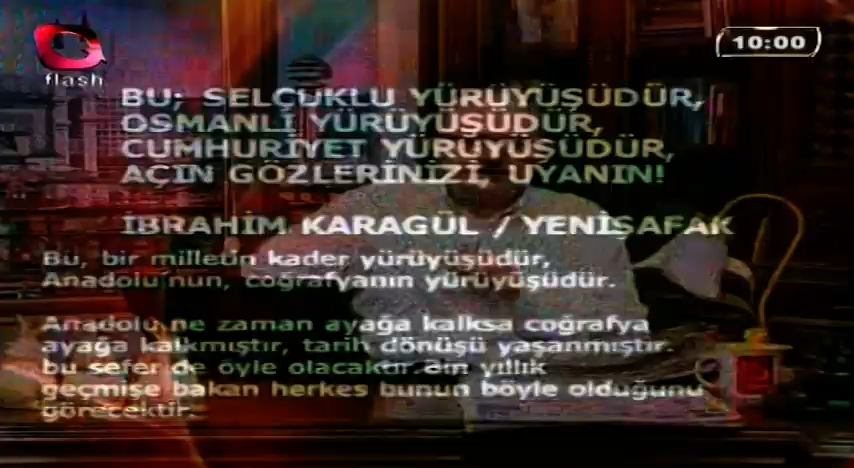 flash
10:00
BU; SELÇUKLU YÜRÜYÜŞÜDÜR,
OSMANLI YÜRÜYÜŞÜDÜR,
CUMHURİYET YÜRÜYÜŞÜDÜR,
AÇIN GÖZLERİNİZİ, UYANIN!
İBRAHİM KARAGÜL / YENİŞAFAK
Bu, bir milletin kader yürüyüşüdür,
Anadolu'nun, coğrafyanın yürüyüşüdür.
Anadolu ne zaman ayağa kalksa coğrafya
ayağa kalkmıştır, tarih dönüşü yaşanmıştır.
bu sefer de öyle olacaktır.Bin yıllık
geçmişe bakan herkes bunun böyle olduğunu
görecektir.